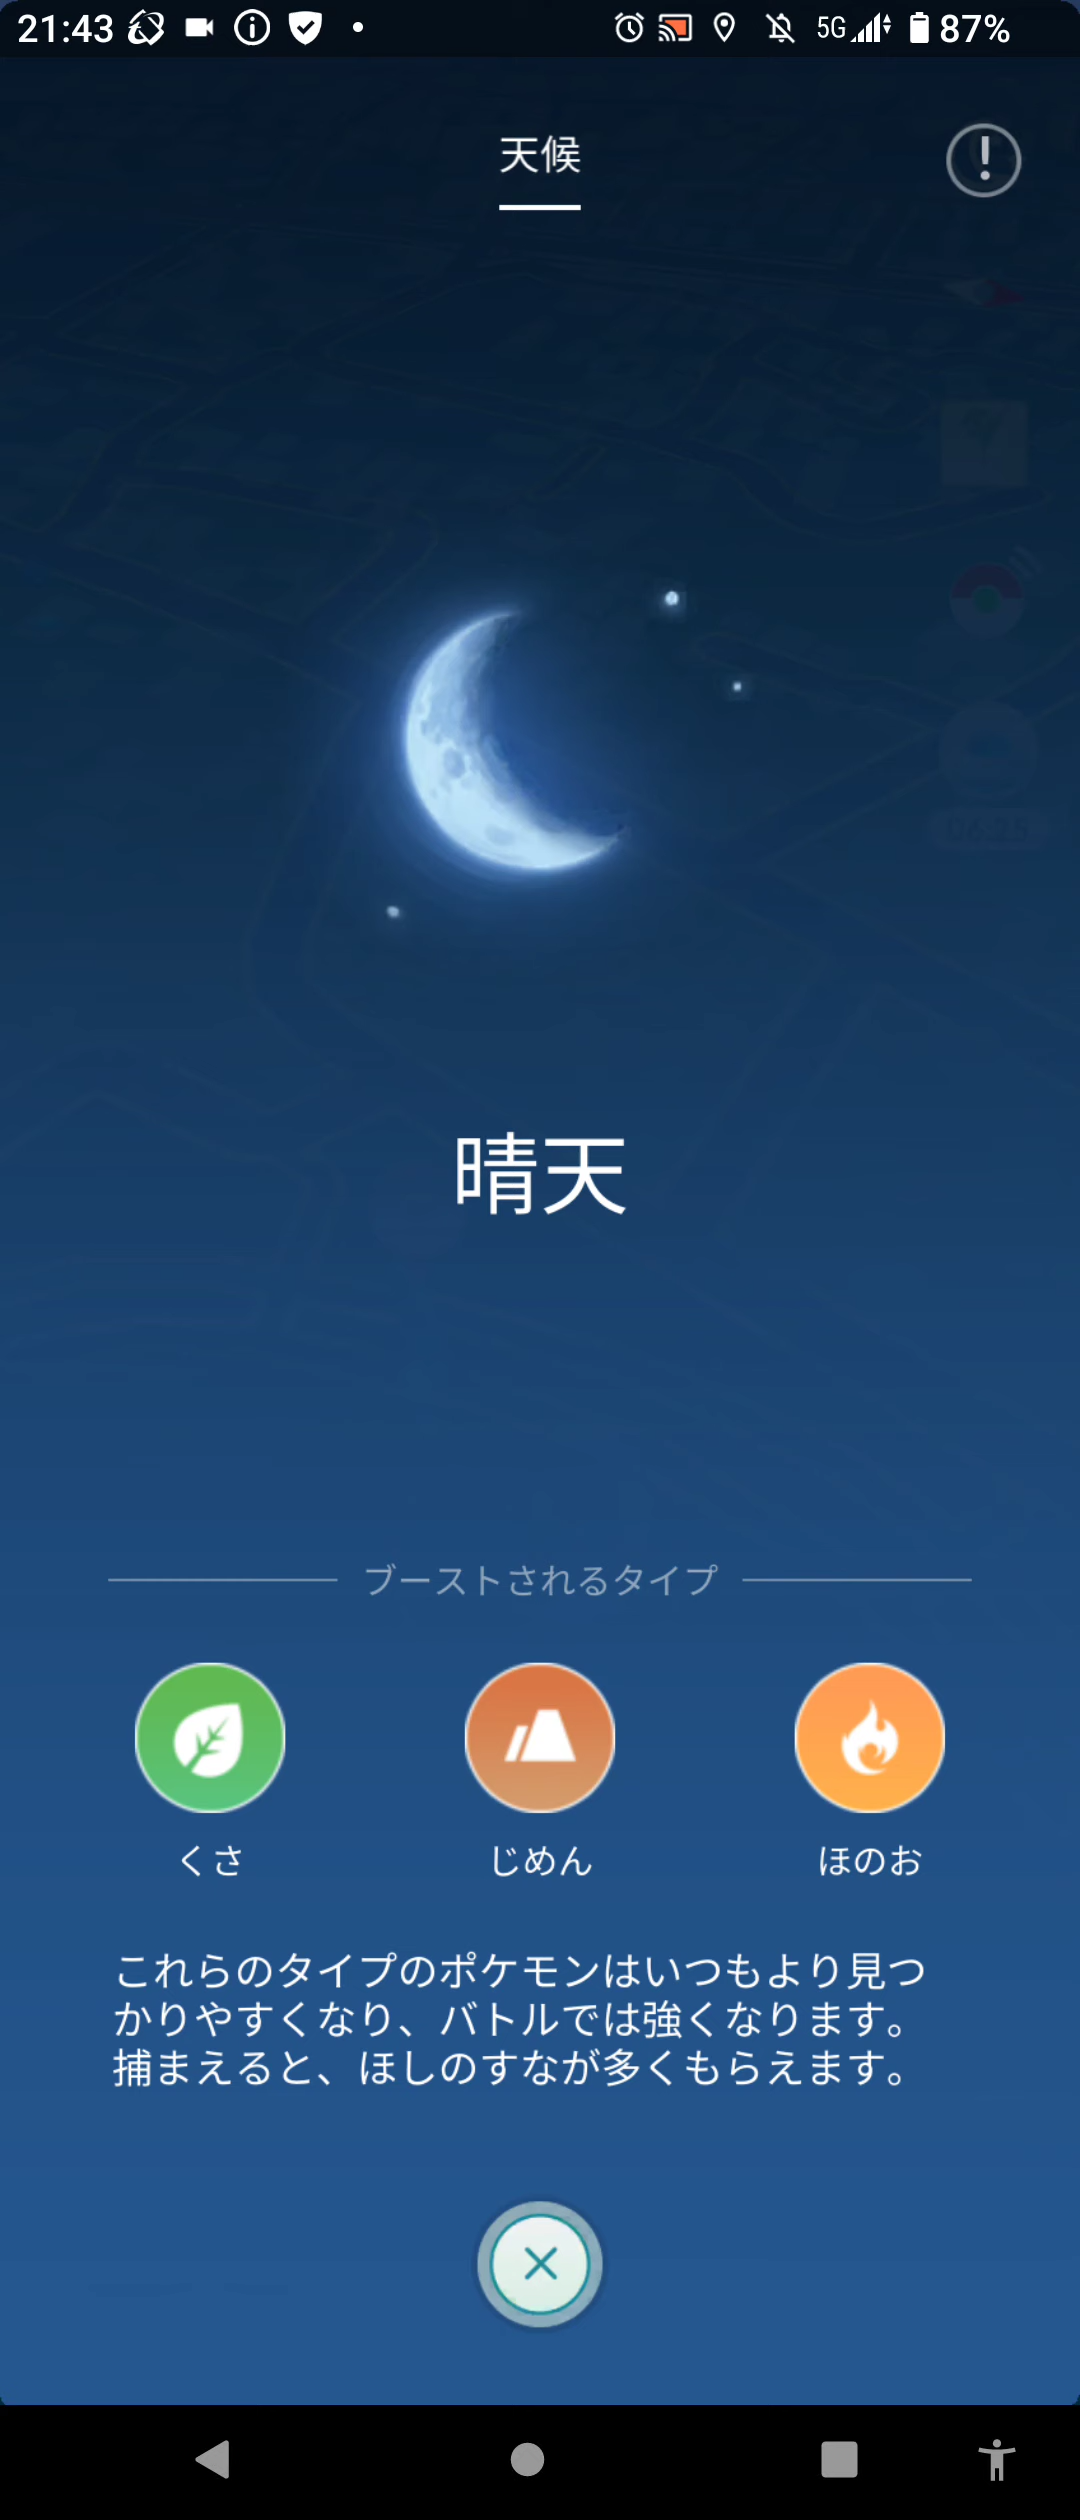 21:43 5G 87%
天候
06:25
晴天
ブーストされるタイプ
くさ じめん ほのお
これらのタイプのポケモンはいつもより見つ
かりやすくなり、バトルでは強くなります。
捕まえると、ほしのすなが多くもらえます。